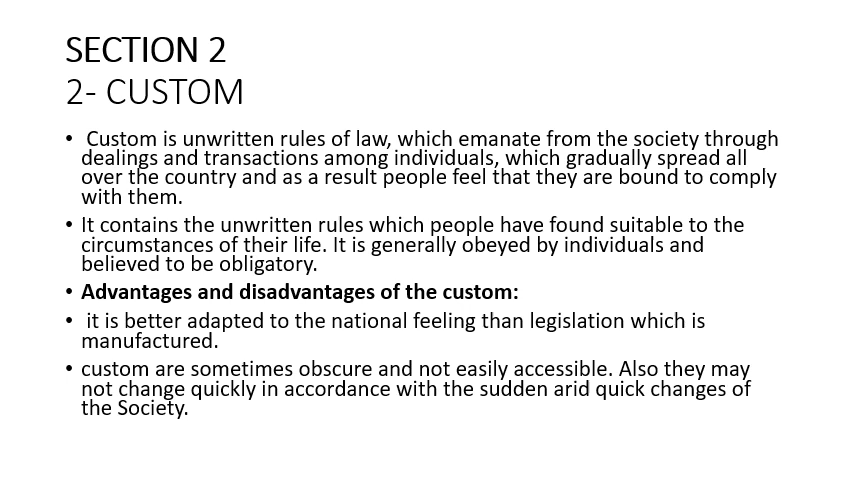 SECTION 2
2- CUSTOM
• Custom is unwritten rules of law, which emanate from the society through
dealings and transactions among individuals, which gradually spread all
over the country and as a result people feel that they are bound to comply
with them.
• It contains the unwritten rules which people have found suitable to the
circumstances of their life. It is generally obeyed by individuals and
believed to be obligatory.
• Advantages and disadvantages of the custom:
• it is better adapted to the national feeling than legislation which is
manufactured.
• custom are sometimes obscure and not easily accessible. Also they may
not change quickly in accordance with the sudden arid quick changes of
the Society.